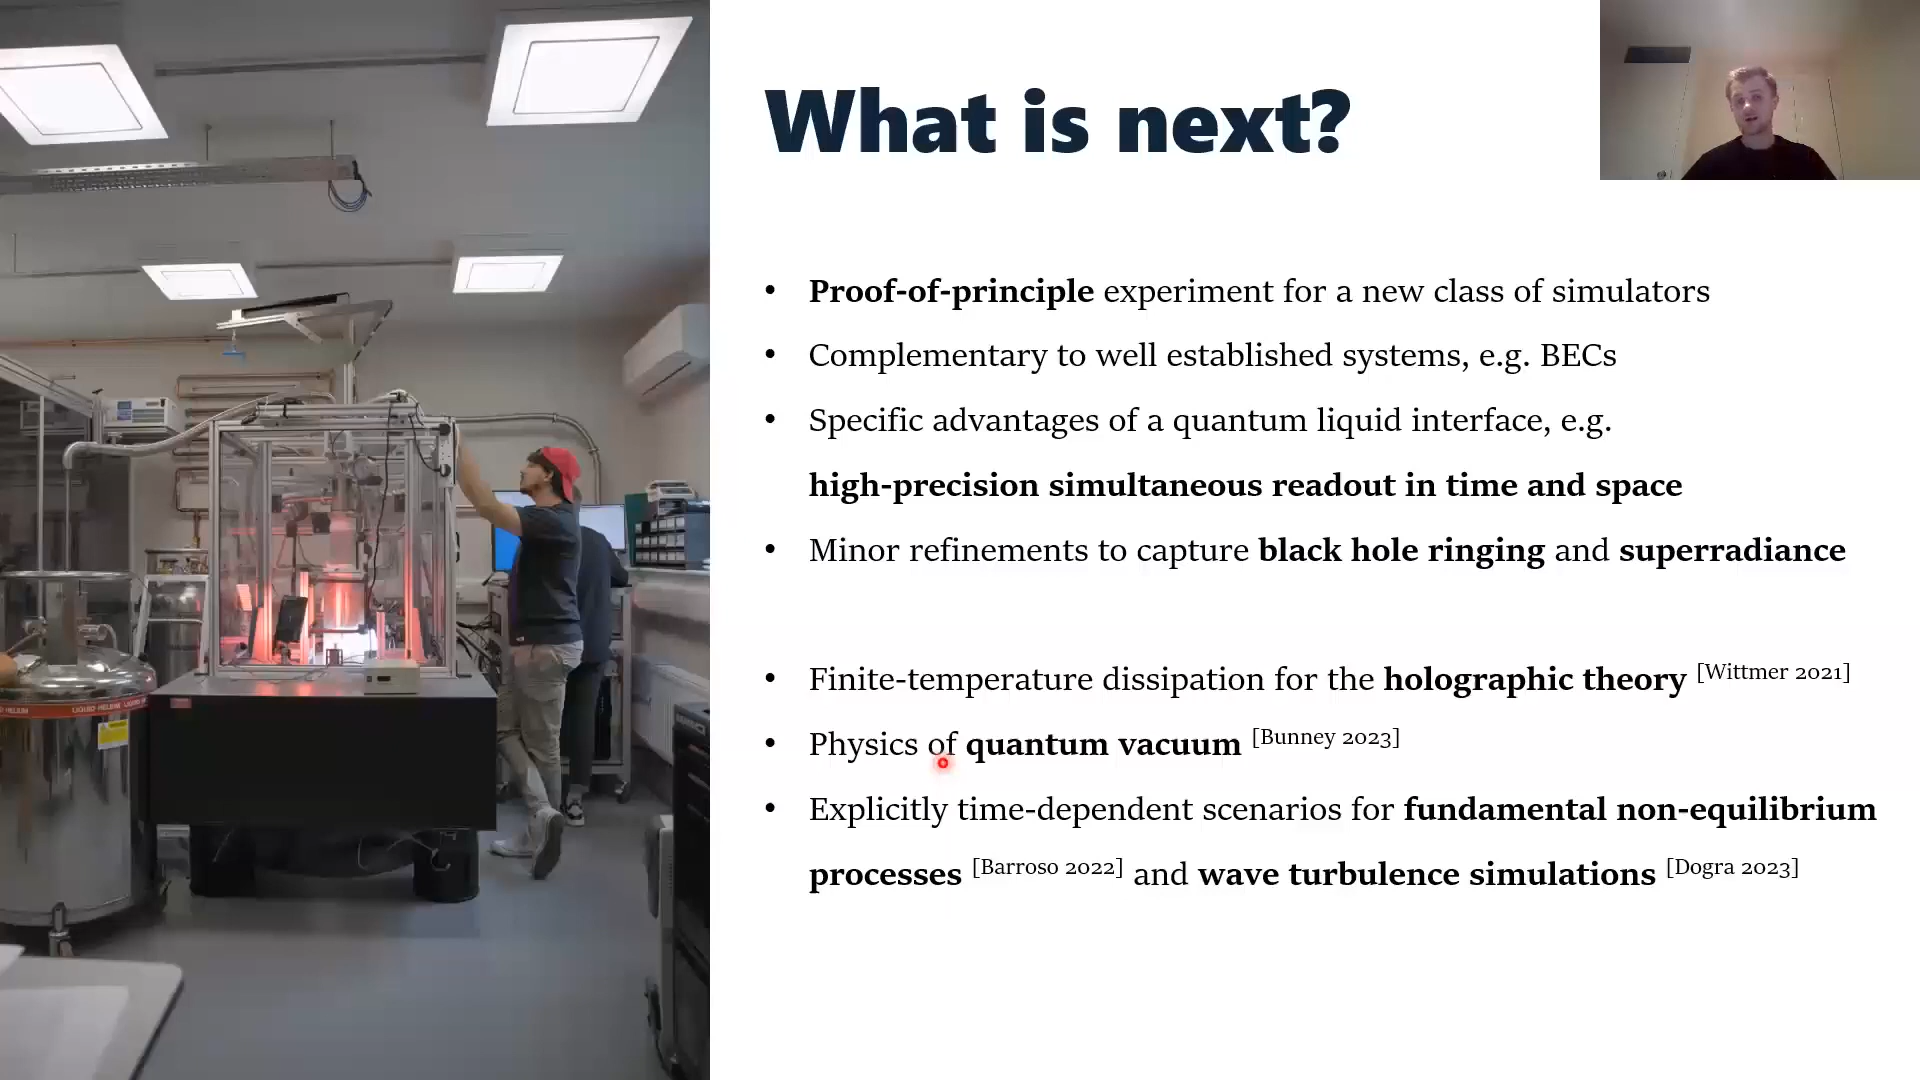 What is next?
• Proof-of-principle experiment for a new class of simulators
• Complementary to well established systems, e.g. BECs
• Specific advantages of a quantum liquid interface, e.g.
high-precision simultaneous readout in time and space
• Minor refinements to capture black hole ringing and superradiance
• Finite-temperature dissipation for the holographic theory [Wittmer 2021]
• Physics of quantum vacuum [Bunney 2023]
• Explicitly time-dependent scenarios for fundamental non-equilibrium
processes [Barroso 2022] and wave turbulence simulations [Dogra 2023]
LIQUID HELIUM